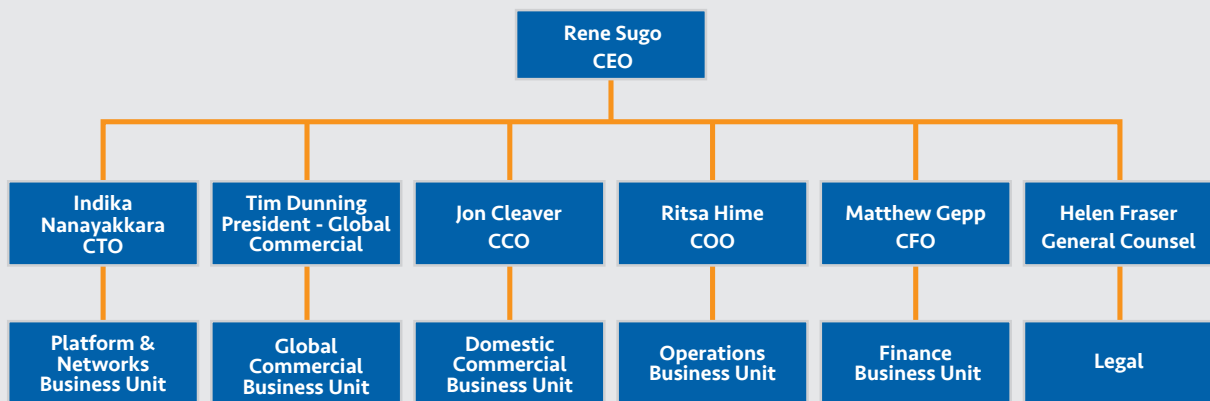 Rene Sugo
CEO
Indika
Nanayakkara
CTO
Tim Dunning
President - Global
Commercial
Jon Cleaver
CCO
Ritsa Hime
COO
Matthew Gepp
CFO
Helen Fraser
General Counsel
Platform &
Networks
Business Unit
Global
Commercial
Business Unit
Domestic
Commercial
Business Unit
Operations
Business Unit
Finance
Business Unit
Legal